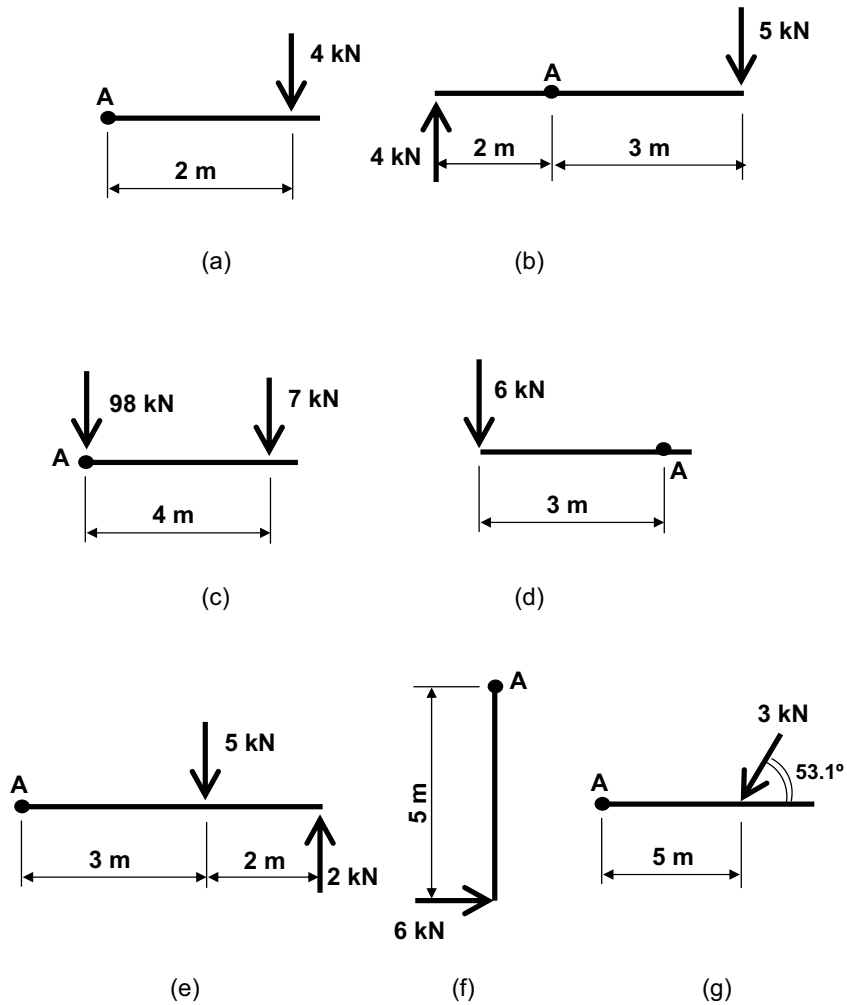 4 kN
A
2 m
(a)
5 kN
A
4 kN
2 m
3 m
(b)
98 kN
7 kN
A
4 m
(c)
6 kN
A
3 m
(d)
5 kN
A
3 m
2 m
2 kN
(e)
A
5 m
6 kN
(f)
3 kN
53.1º
A
5 m
(g)